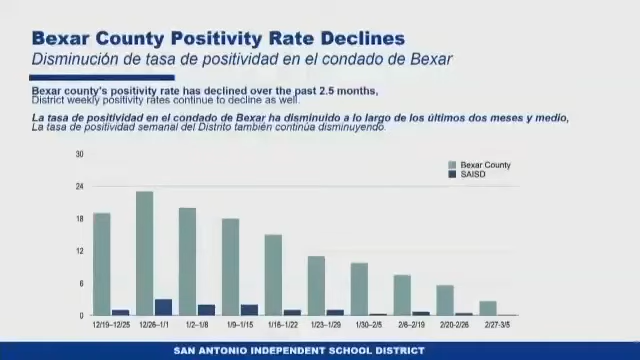 Bexar County Positivity Rate Declines
Disminución de tasa de positividad en el condado de Bexar
Bexar county's positivity rate has declined over the past 2.5 months,
District weekly positivity rates continue to decline as well.
La tasa de positividad en el condado de Bexar ha disminuido a lo largo de los últimos dos meses y medio,
La tasa de positividad semanal del Distrito también continúa disminuyendo.
30
Bexar County
SAISD
24
18
12
6
0
12/19–12/25 12/26–1/1 1/2–1/8 1/9–1/15 1/16–1/22 1/23–1/29 1/30–2/5 2/6–2/19 2/20–2/26 2/27–3/5
SAN ANTONIO INDEPENDENT SCHOOL DISTRICT